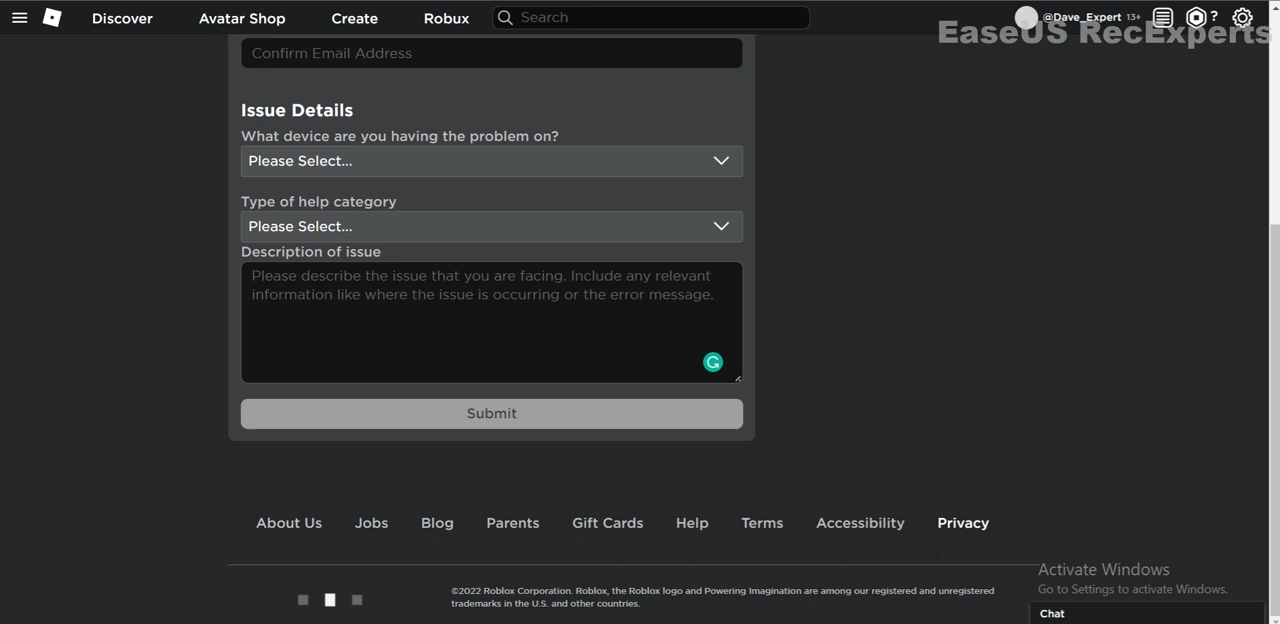 Discover Avatar Shop Create Robux Search @Dave_Expert 13+ ?
EaseUS RecExperts
Confirm Email Address
Issue Details
What device are you having the problem on?
Please Select...
Type of help category
Please Select...
Description of issue
Please describe the issue that you are facing. Include any relevant
information like where the issue is occurring or the error message.
Submit
About Us Jobs Blog Parents Gift Cards Help Terms Accessibility Privacy
Activate Windows
Go to Settings to activate Windows.
©2022 Roblox Corporation. Roblox, the Roblox logo and Powering Imagination are among our registered and unregistered
trademarks in the U.S. and other countries.
Chat